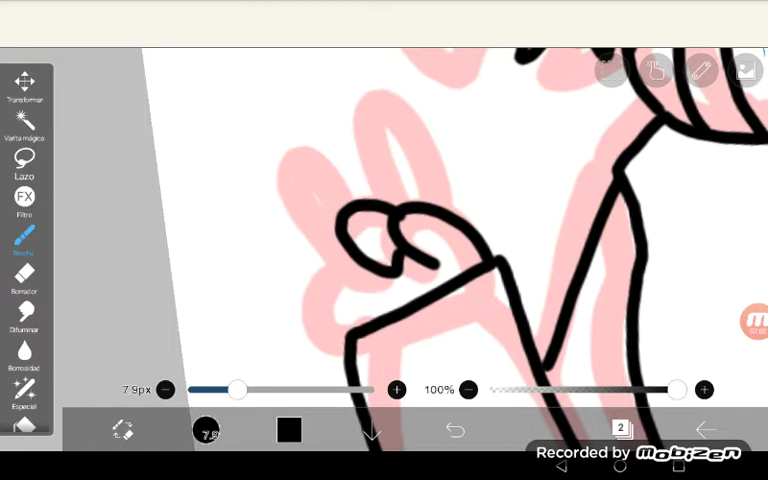 Transformar
Varita mágica
Lazo
FX
Filtro
Brocha
Borrador
Difuminar
Borrosidad
Especial
7.9px
100%
7.9
2
Recorded by Mobizen